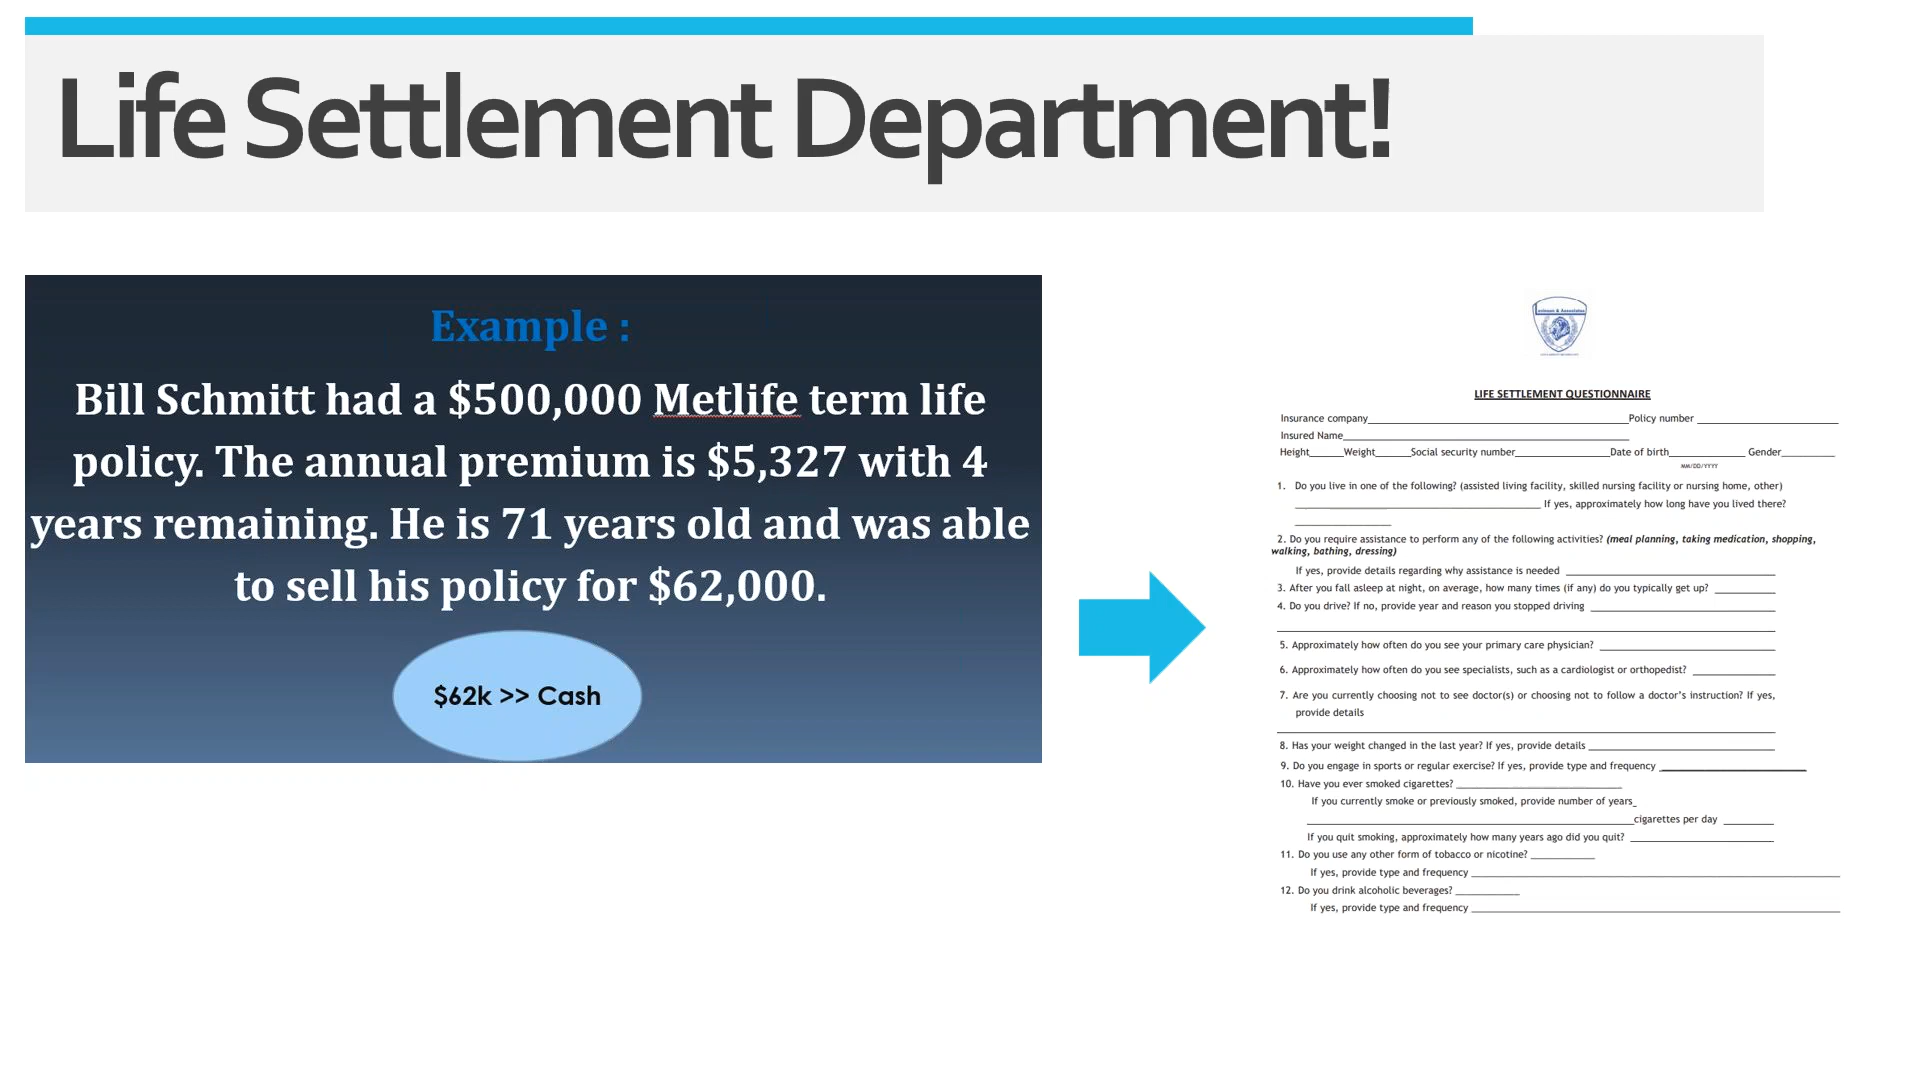 Life Settlement Department!
Example :
Bill Schmitt had a $500,000 Metlife term life
policy. The annual premium is $5,327 with 4
years remaining. He is 71 years old and was able
to sell his policy for $62,000.
$62k >> Cash
& Associates
LIFE SETTLEMENT QUESTIONNAIRE
Insurance company Policy number
Insured Name
Height Weight Social security number Date of birth Gender
MM/DD/YYYY
1. Do you live in one of the following? (assisted living facility, skilled nursing facility or nursing home, other)
If yes, approximately how long have you lived there?
2. Do you require assistance to perform any of the following activities? (meal planning, taking medication, shopping,
walking, bathing, dressing)
If yes, provide details regarding why assistance is needed
3. After you fall asleep at night, on average, how many times (if any) do you typically get up?
4. Do you drive? If no, provide year and reason you stopped driving
5. Approximately how often do you see your primary care physician?
6. Approximately how often do you see specialists, such as a cardiologist or orthopedist?
7. Are you currently choosing not to see doctor(s) or choosing not to follow a doctor's instruction? If yes,
provide details
8. Has your weight changed in the last year? If yes, provide details
9. Do you engage in sports or regular exercise? If yes, provide type and frequency
10. Have you ever smoked cigarettes?
If you currently smoke or previously smoked, provide number of years
cigarettes per day
If you quit smoking, approximately how many years ago did you quit?
11. Do you use any other form of tobacco or nicotine?
If yes, provide type and frequency
12. Do you drink alcoholic beverages?
If yes, provide type and frequency